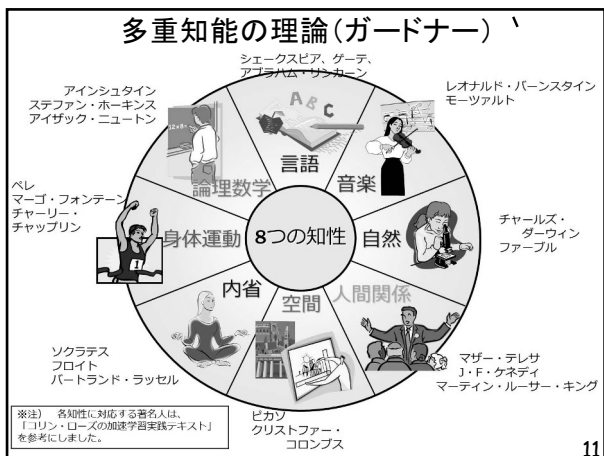 多重知能の理論(ガードナー)
シェークスピア、ゲーテ、
アブラハム・リンカーン
アインシュタイン
ステファン・ホーキンス
アイザック・ニュートン
レオナルド・バーンスタイン
モーツァルト
ABC
言語
論理数学
音楽
ペレ
マーゴ・フォンテーン
チャーリー・
チャップリン
身体運動
8つの知性
自然
チャールズ・
ダーウィン
ファーブル
1
内省
空間
人間関係
ソクラテス
フロイト
バートランド・ラッセル
マザー・テレサ
J・F・ケネディ
マーティン・ルーサー・キング
ピカソ
クリストファー・
コロンブス
※注) 各知性に対応する著名人は、
「コリン・ローズの加速学習実践テキスト」
を参考にしました。
11